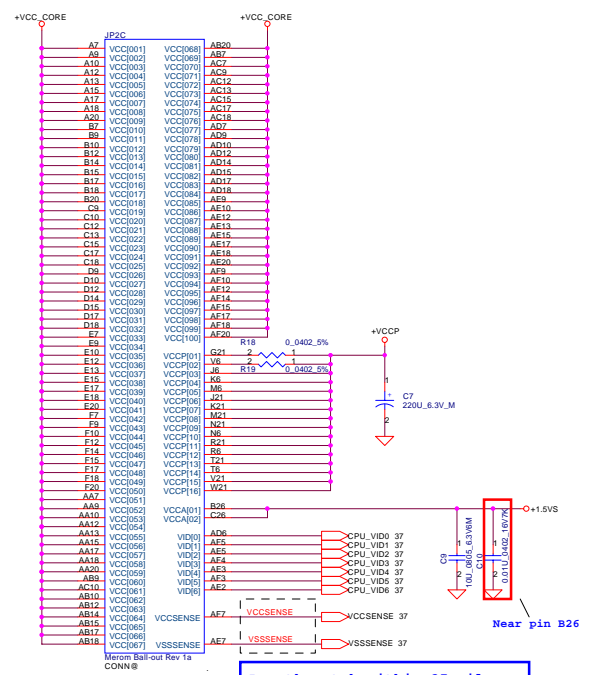 +VCC_CORE +VCC_CORE
JP2C
A7 VCC[001] VCC[068] AB20
A9 VCC[002] VCC[069] AB7
A10 VCC[003] VCC[070] AC7
A12 VCC[004] VCC[071] AC9
A13 VCC[005] VCC[072] AC12
A15 VCC[006] VCC[073] AC13
A17 VCC[007] VCC[074] AC15
A18 VCC[008] VCC[075] AC17
A20 VCC[009] VCC[076] AC18
B7 VCC[010] VCC[077] AD7
B9 VCC[011] VCC[078] AD9
B10 VCC[012] VCC[079] AD10
B12 VCC[013] VCC[080] AD12
B14 VCC[014] VCC[081] AD14
B15 VCC[015] VCC[082] AD15
B17 VCC[016] VCC[083] AD17
B18 VCC[017] VCC[084] AD18
B20 VCC[018] VCC[085] AE9
C9 VCC[019] VCC[086] AE10
C10 VCC[020] VCC[087] AE12
C12 VCC[021] VCC[088] AE13
C13 VCC[022] VCC[089] AE15
C15 VCC[023] VCC[090] AE17
C17 VCC[024] VCC[091] AE18
C18 VCC[025] VCC[092] AE20
D9 VCC[026] VCC[093] AF9
D10 VCC[027] VCC[094] AF10
D12 VCC[028] VCC[095] AF12
D14 VCC[029] VCC[096] AF14
D15 VCC[030] VCC[097] AF15
D17 VCC[031] VCC[098] AF17
D18 VCC[032] VCC[099] AF18
E7 VCC[033] VCC[100] AF20
E9 VCC[034] R18 0_0402_5% +VCCP
E10 VCC[035] VCCP[01] G21 2 1
E12 VCC[036] VCCP[02] V6 2 1
E13 VCC[037] VCCP[03] J6 R19 0_0402_5%
E15 VCC[038] VCCP[04] K6 1
E17 VCC[039] VCCP[05] M6
E18 VCC[040] VCCP[06] J21 + C7
E20 VCC[041] VCCP[07] K21 220U_6.3V_M
F7 VCC[042] VCCP[08] M21 2
F9 VCC[043] VCCP[09] N21
F10 VCC[044] VCCP[10] N6
F12 VCC[045] VCCP[11] R21
F14 VCC[046] VCCP[12] R6
F15 VCC[047] VCCP[13] T21
F17 VCC[048] VCCP[14] T6
F18 VCC[049] VCCP[15] V21
F20 VCC[050] VCCP[16] W21
AA7 VCC[051]
AA9 VCC[052] VCCA[01] B26 +1.5VS
AA10 VCC[053] VCCA[02] C26
AA12 VCC[054]
AA13 VCC[055] VID[0] AD6 CPU_VID0 37
AA15 VCC[056] VID[1] AF5 CPU_VID1 37
AA17 VCC[057] VID[2] AE5 CPU_VID2 37
AA18 VCC[058] VID[3] AF4 CPU_VID3 37
AA20 VCC[059] VID[4] AE3 CPU_VID4 37
AB9 VCC[060] VID[5] AF3 CPU_VID5 37
AC10 VCC[061] VID[6] AE2 CPU_VID6 37
1 2 C9 10U_0805_6.3V6M
1 2 C10 0.01U_0402_16V7K
AB10 VCC[062]
AB12 VCC[063]
AB14 VCC[064] VCCSENSE AF7 VCCSENSE VCCSENSE 37
AB15 VCC[065]
Near pin B26
AB17 VCC[066]
AB18 VCC[067] VSSSENSE AE7 VSSSENSE VSSSENSE 37
Merom Ball-out Rev 1a
CONN@